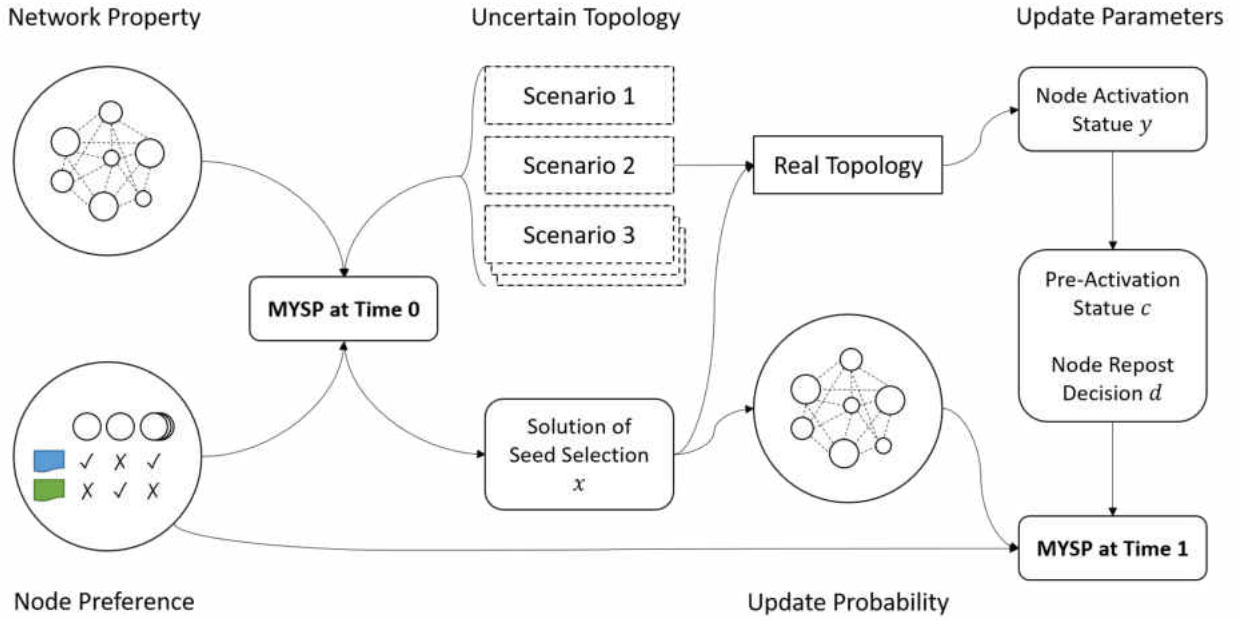 Network Property
Uncertain Topology
Update Parameters
Scenario 1
Scenario 2
Scenario 3
Real Topology
Node Activation
Statue y
Pre-Activation
Statue c
Node Repost
Decision d
MYSP at Time 0
Solution of
Seed Selection
x
✓ ✗ ✓
✗ ✓ ✗
MYSP at Time 1
Node Preference
Update Probability